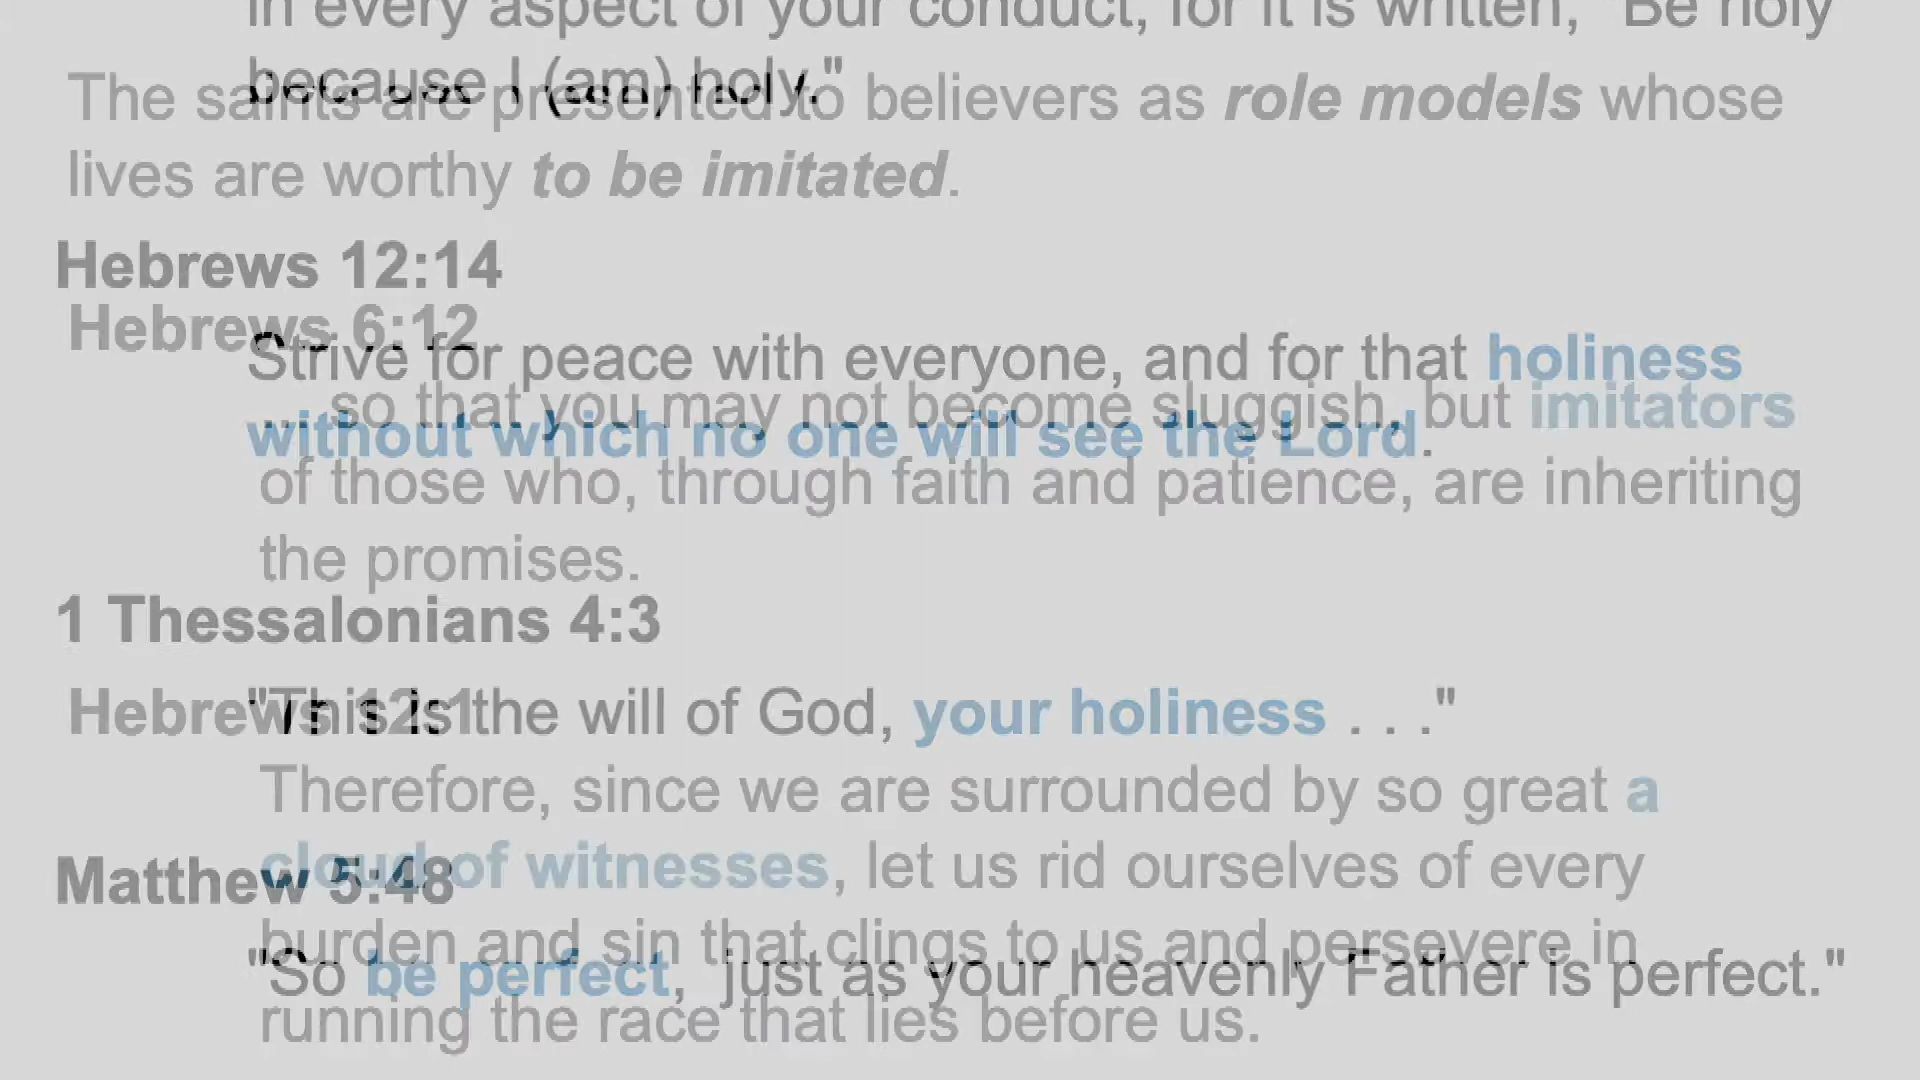 in every aspect of your conduct, for it is written, "Be holy
because I (am) holy."
The saints are presented to believers as role models whose
lives are worthy to be imitated.
Hebrews 12:14
Hebrews 6:12
Strive for peace with everyone, and for that holiness
. . . so that you may not become sluggish, but imitators
without which no one will see the Lord.
of those who, through faith and patience, are inheriting
the promises.
1 Thessalonians 4:3
Hebrews 12:1
"This is the will of God, your holiness . . ."
Therefore, since we are surrounded by so great a
cloud of witnesses, let us rid ourselves of every
Matthew 5:48
burden and sin that clings to us and persevere in
"So be perfect, just as your heavenly Father is perfect."
running the race that lies before us.